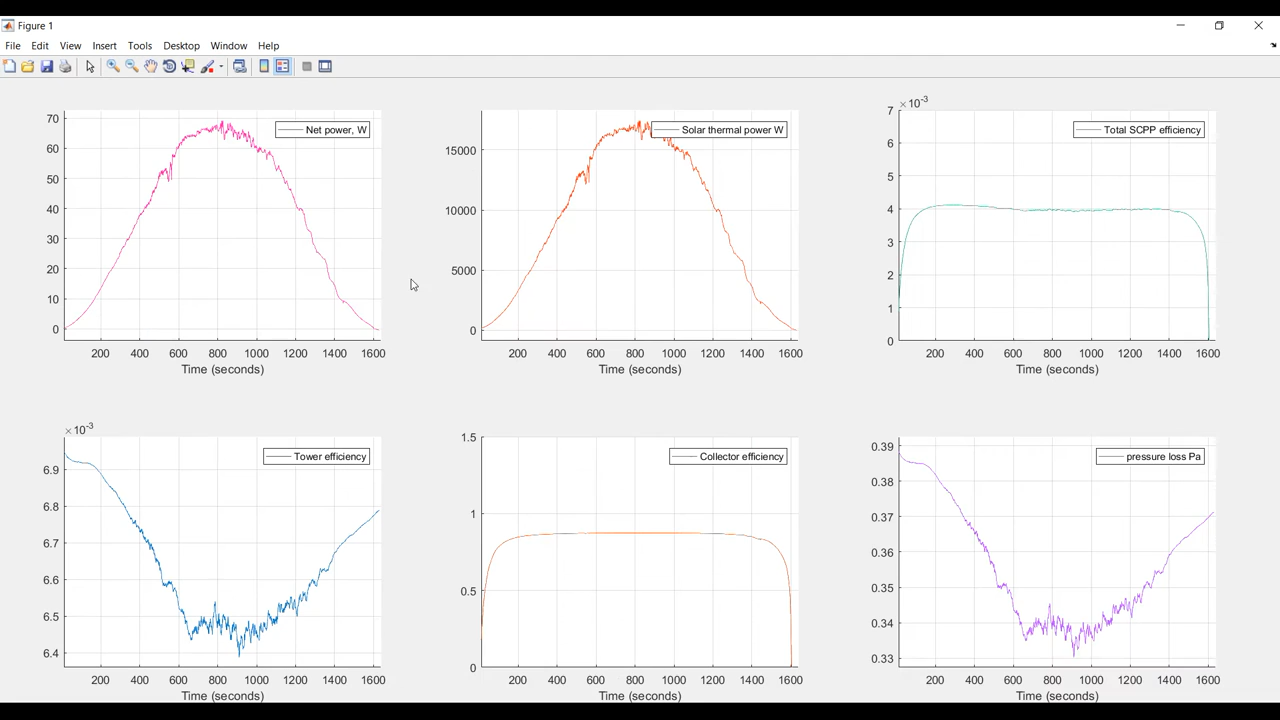 Figure 1
File Edit View Insert Tools Desktop Window Help
70
60
50
40
30
20
10
0
Net power, W
200 400 600 800 1000 1200 1400 1600
Time (seconds)
15000
10000
5000
0
Solar thermal power W
200 400 600 800 1000 1200 1400 1600
Time (seconds)
×10-3
7
6
5
4
3
2
1
0
Total SCPP efficiency
200 400 600 800 1000 1200 1400 1600
Time (seconds)
×10-3
6.9
6.8
6.7
6.6
6.5
6.4
Tower efficiency
200 400 600 800 1000 1200 1400 1600
Time (seconds)
1.5
1
0.5
0
Collector efficiency
200 400 600 800 1000 1200 1400 1600
Time (seconds)
0.39
0.38
0.37
0.36
0.35
0.34
0.33
pressure loss Pa
200 400 600 800 1000 1200 1400 1600
Time (seconds)